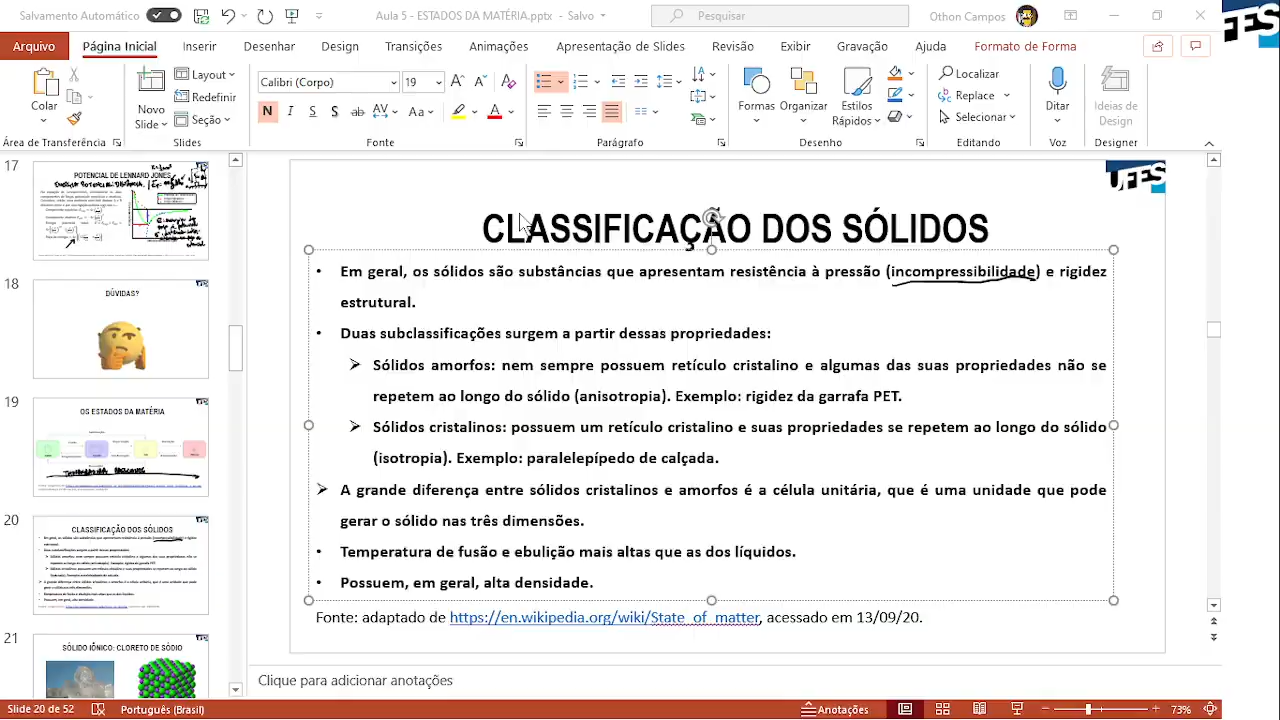 Salvamento Automático
Aula 5 - ESTADOS DA MATÉRIA.pptx - Salvo
Pesquisar
Othon Campos
UFES
Arquivo
Página Inicial
Inserir
Desenhar
Design
Transições
Animações
Apresentação de Slides
Revisão
Exibir
Gravação
Ajuda
Formato de Forma
Colar
Novo
Slide
Layout
Redefinir
Seção
Calibri (Corpo)
N I S S ab AV Aa A
Formas
Organizar
Estilos
Rápidos
Localizar
Replace
Selecionar
Ditar
Ideias de
Design
Área de Transferência
Slides
Fonte
Parágrafo
Desenho
Editando
Voz
Designer
17
POTENCIAL DE LENNARD JONES
18
DÚVIDAS?
19
OS ESTADOS DA MATÉRIA
20
CLASSIFICAÇÃO DOS SÓLIDOS
21
SÓLIDO IÔNICO: CLORETO DE SÓDIO
UFES
CLASSIFICAÇÃO DOS SÓLIDOS
• Em geral, os sólidos são substâncias que apresentam resistência à pressão (incompressibilidade) e rigidez
estrutural.
• Duas subclassificações surgem a partir dessas propriedades:
➢ Sólidos amorfos: nem sempre possuem retículo cristalino e algumas das suas propriedades não se
repetem ao longo do sólido (anisotropia). Exemplo: rigidez da garrafa PET.
➢ Sólidos cristalinos: possuem um retículo cristalino e suas propriedades se repetem ao longo do sólido
(isotropia). Exemplo: paralelepípedo de calçada.
➢ A grande diferença entre sólidos cristalinos e amorfos é a célula unitária, que é uma unidade que pode
gerar o sólido nas três dimensões.
• Temperatura de fusão e ebulição mais altas que as dos líquidos.
• Possuem, em geral, alta densidade.
Fonte: adaptado de https://en.wikipedia.org/wiki/State_of_matter, acessado em 13/09/20.
Clique para adicionar anotações
Slide 20 de 52
Português (Brasil)
Anotações
73%